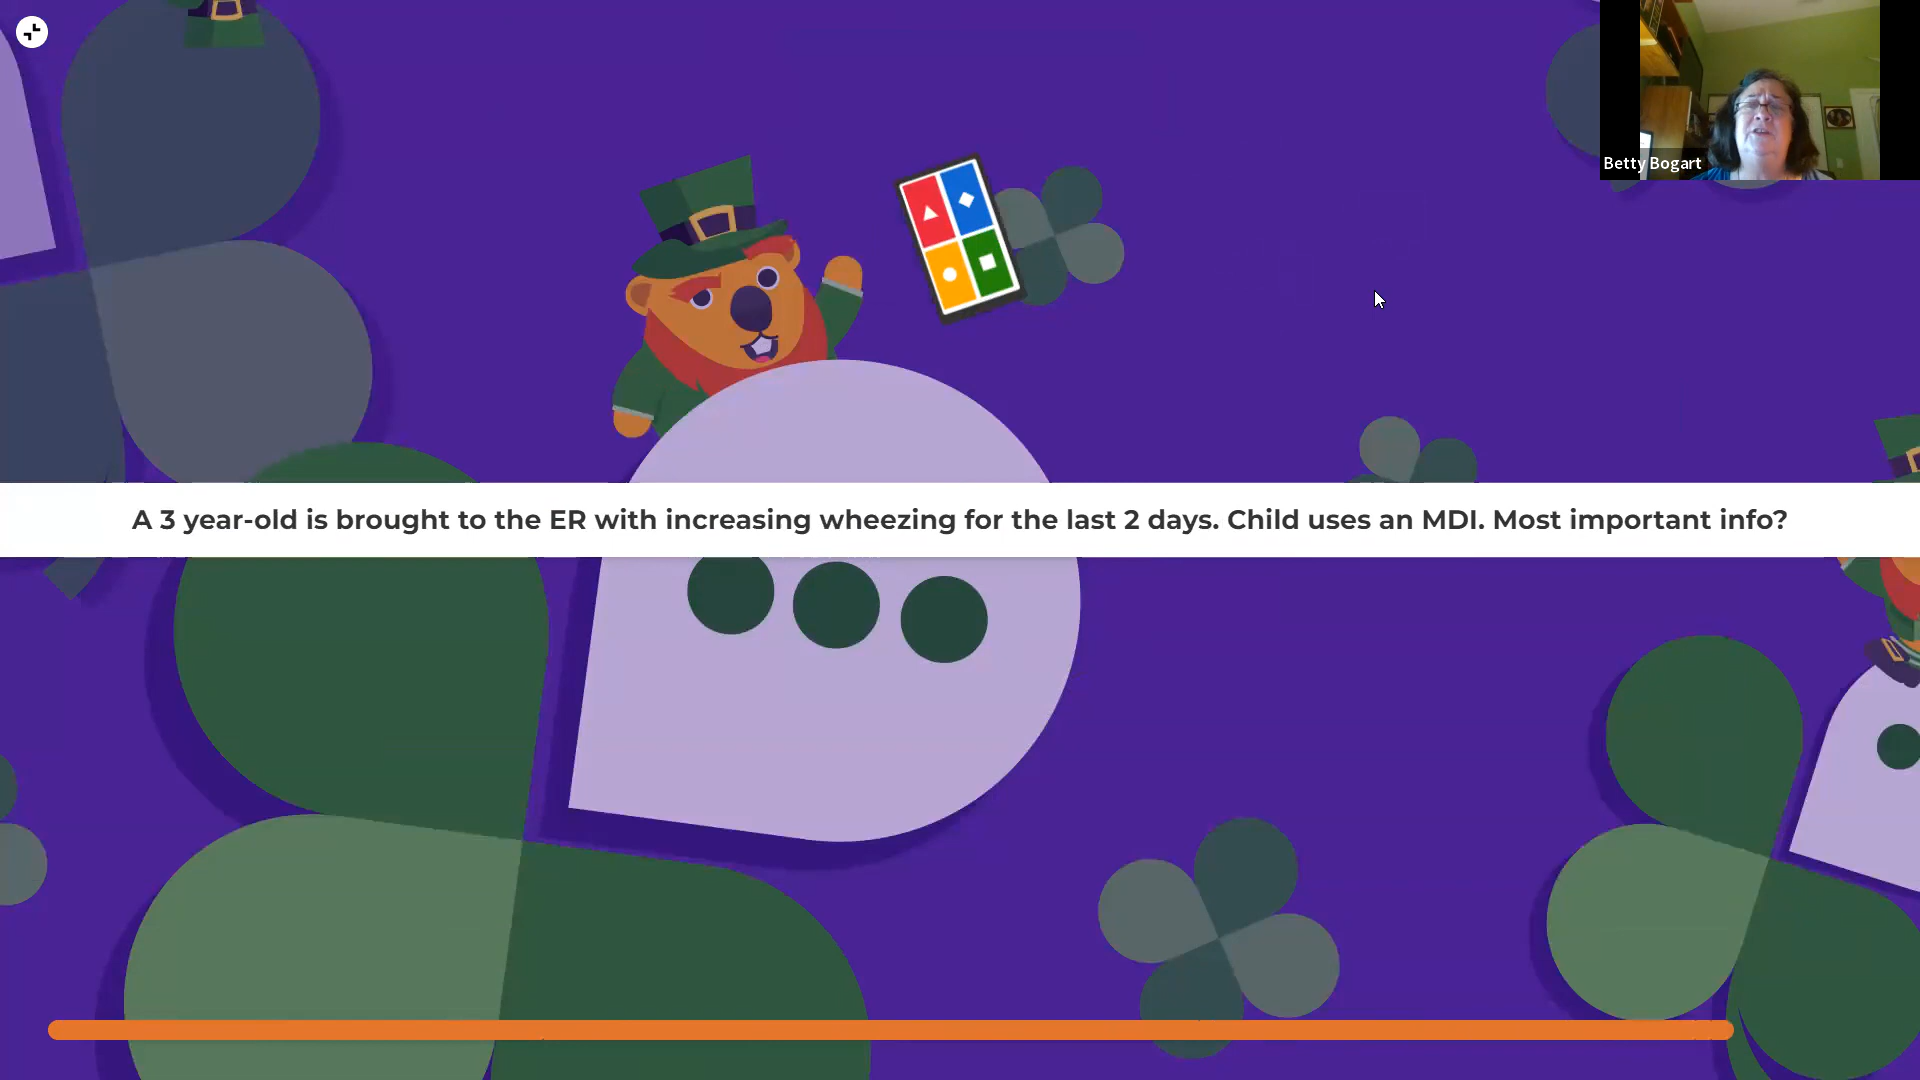 Betty Bogart
A 3 year-old is brought to the ER with increasing wheezing for the last 2 days. Child uses an MDI. Most important info?